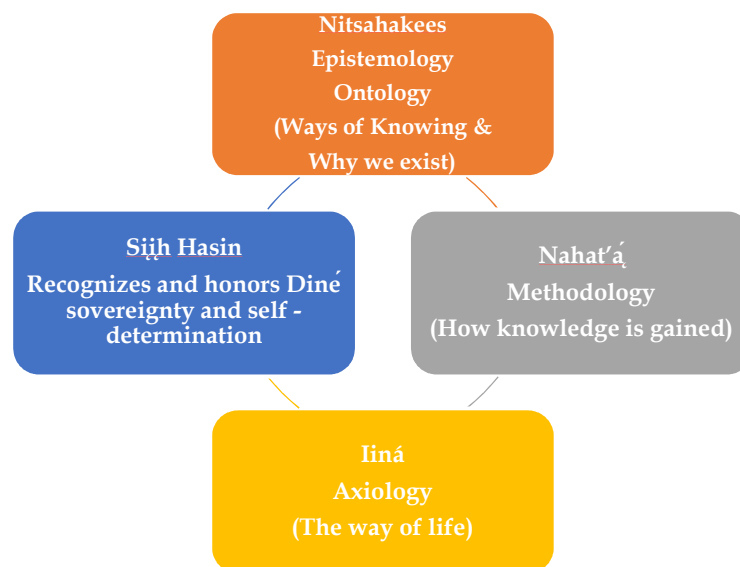 Nitsahakees
Epistemology
Ontology
(Ways of Knowing &
Why we exist)
Sįįh Hasin
Recognizes and honors Diné
sovereignty and self -
determination
Nahat’ą́
Methodology
(How knowledge is gained)
Iiná
Axiology
(The way of life)